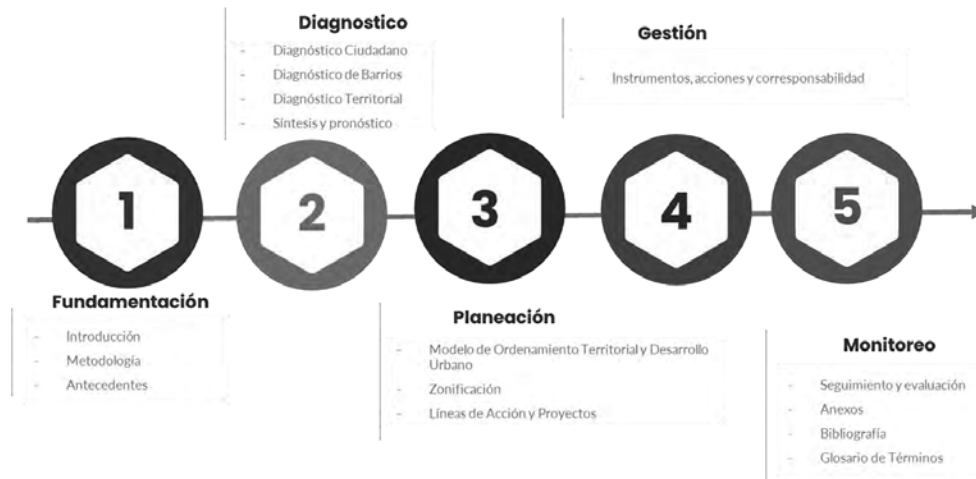 Diagnostico
- Diagnóstico Ciudadano
- Diagnóstico de Barrios
- Diagnóstico Territorial
- Síntesis y pronóstico
Gestión
- Instrumentos, acciones y corresponsabilidad
1
2
3
4
5
Fundamentación
- Introducción
- Metodología
- Antecedentes
Planeación
- Modelo de Ordenamiento Territorial y Desarrollo
Urbano
- Zonificación
- Líneas de Acción y Proyectos
Monitoreo
- Seguimiento y evaluación
- Anexos
- Bibliografía
- Glosario de Términos